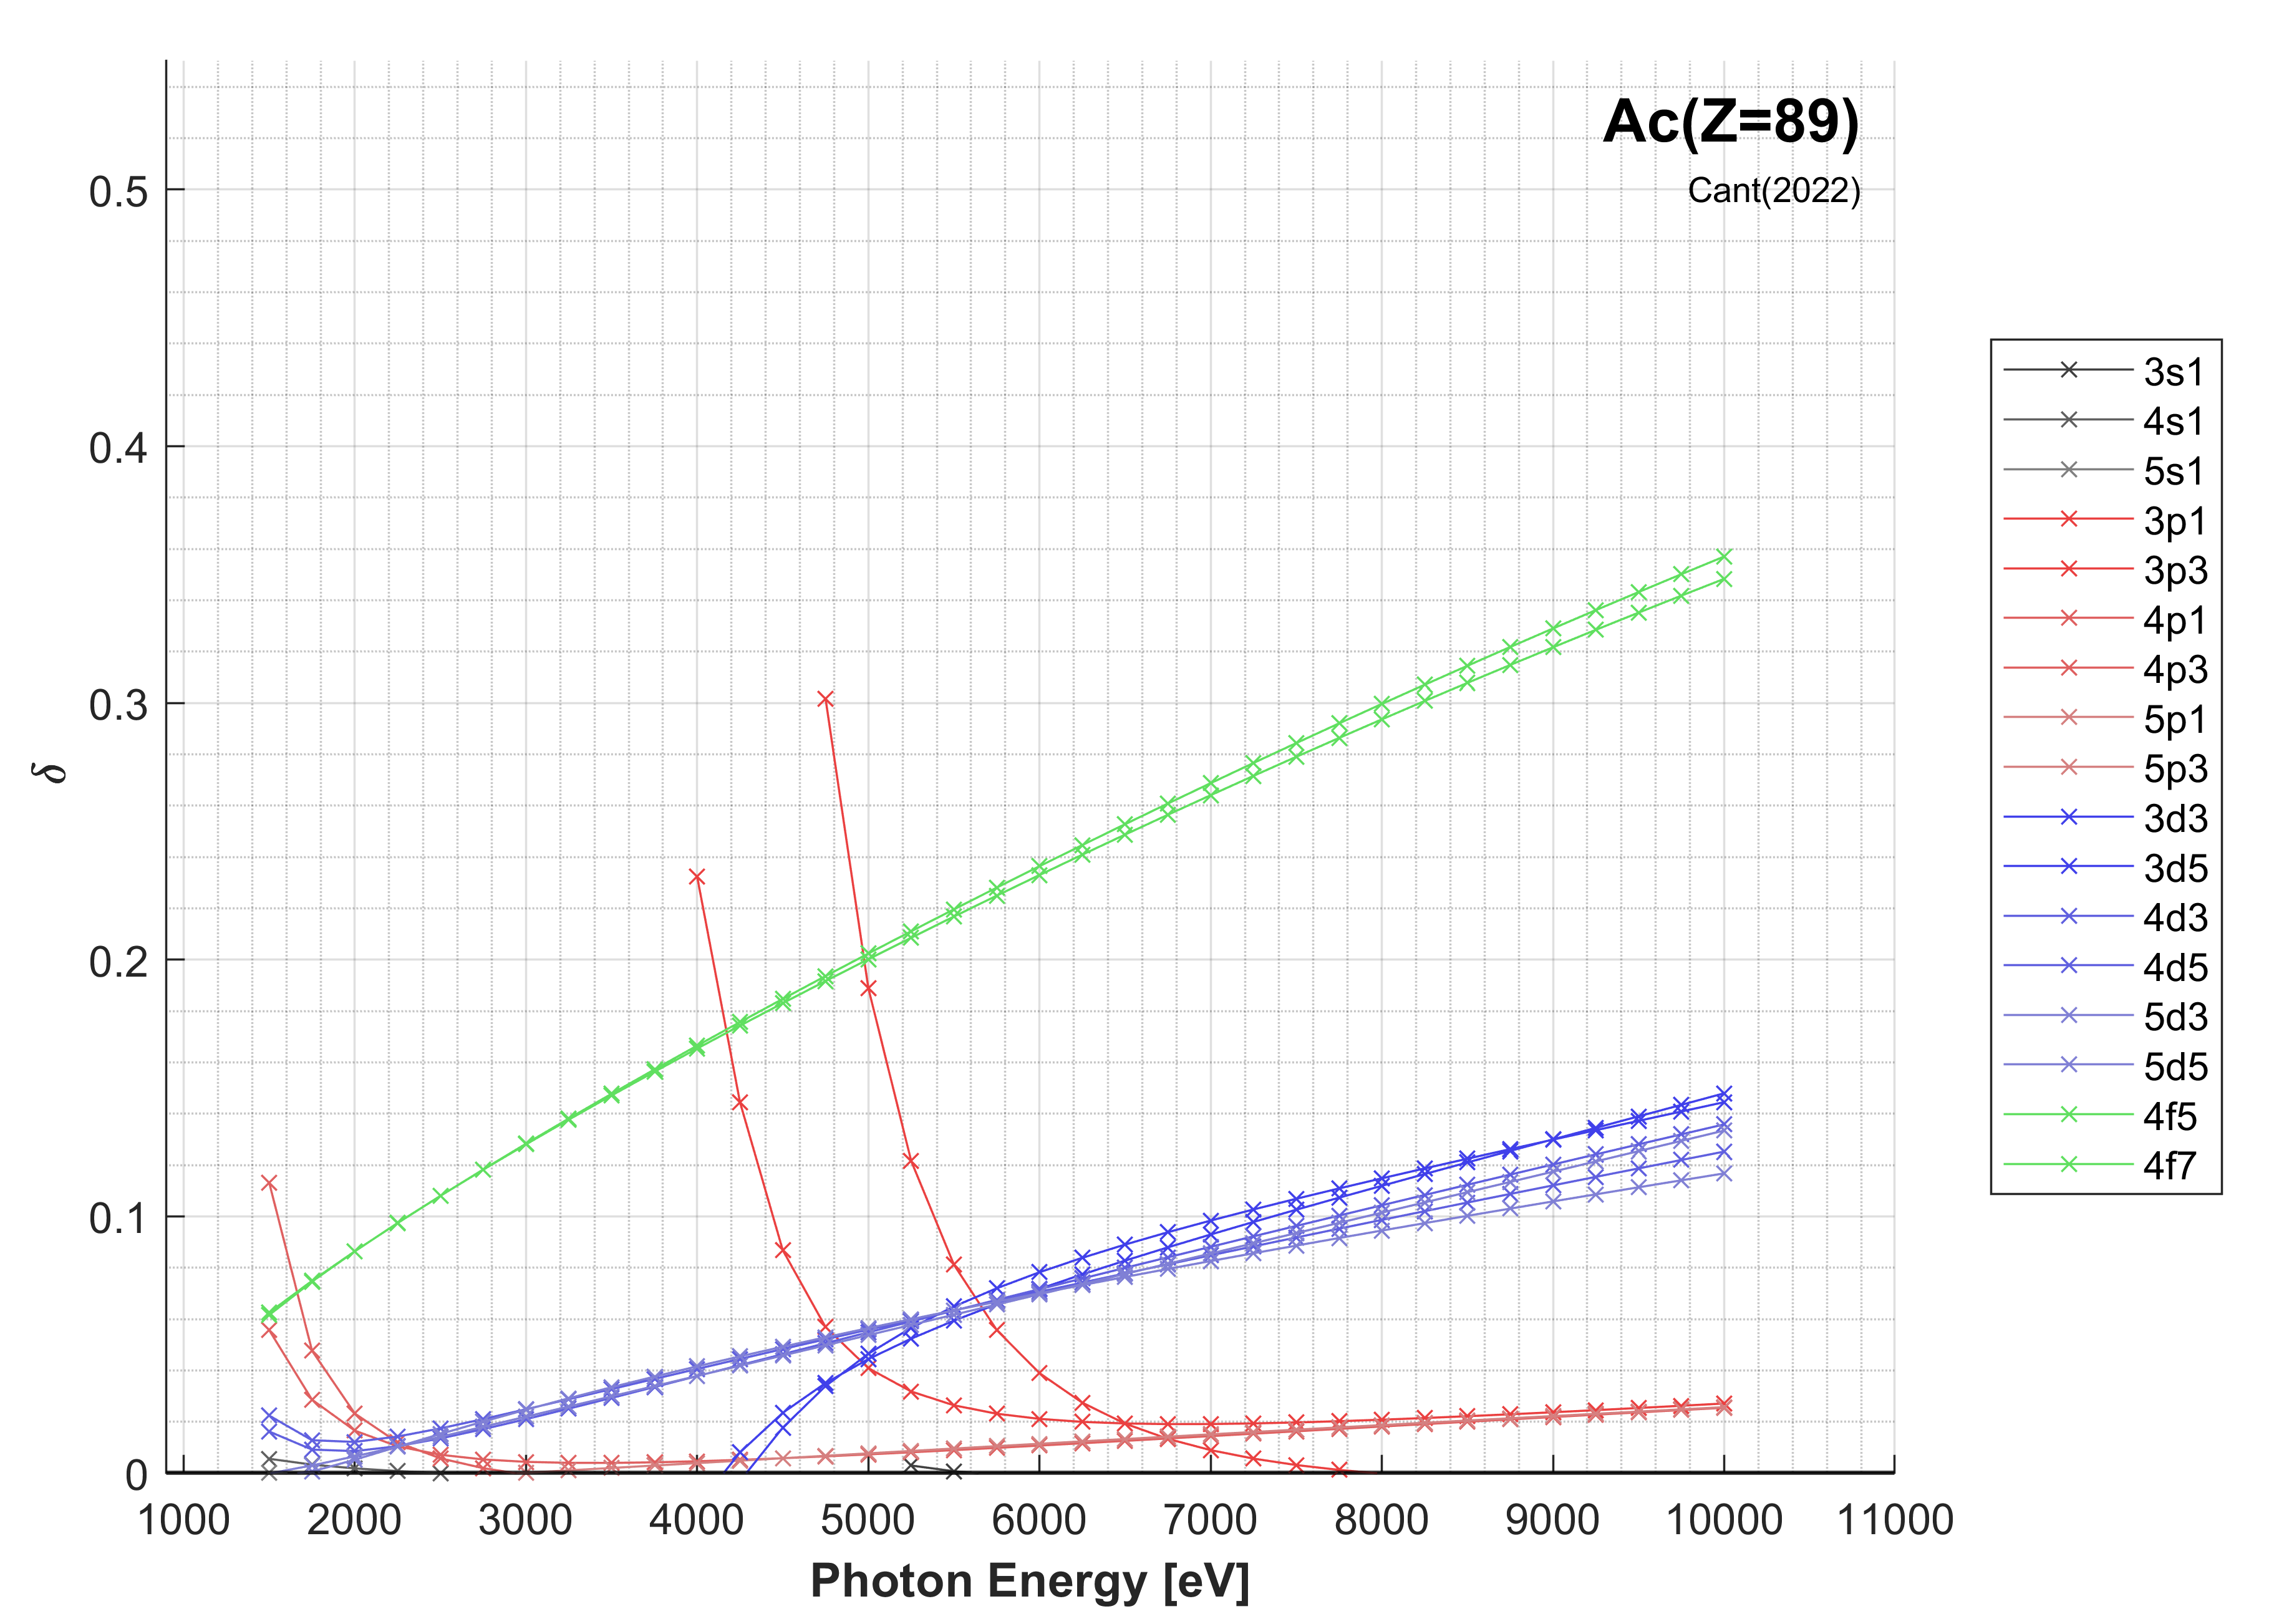 Ac(Z=89)
Cant(2022)
0.5
0.4
0.3
0.2
0.1
0
δ
1000 2000 3000 4000 5000 6000 7000 8000 9000 10000 11000
Photon Energy [eV]
3s1
4s1
5s1
3p1
3p3
4p1
4p3
5p1
5p3
3d3
3d5
4d3
4d5
5d3
5d5
4f5
4f7